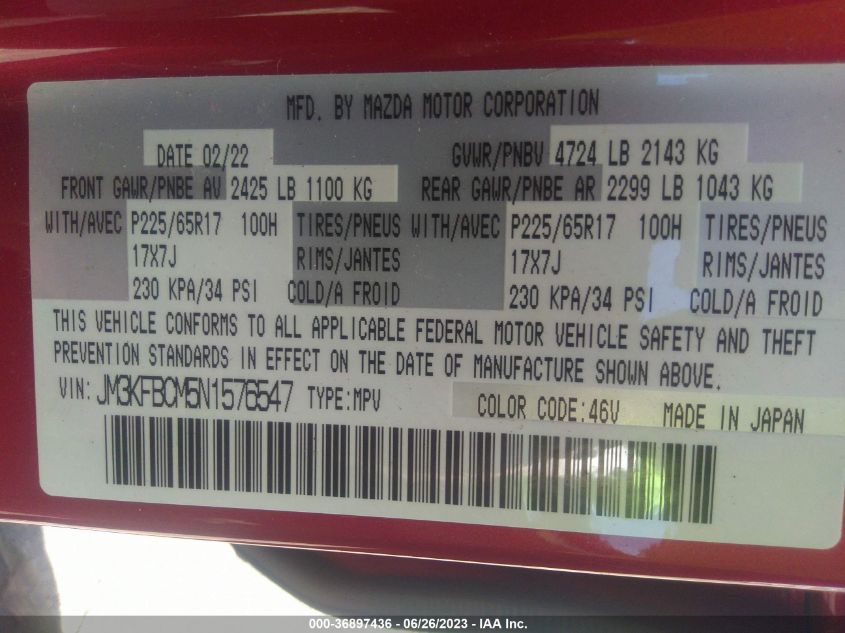 MFD. BY MAZDA MOTOR CORPORATION
DATE 02/22 GVWR/PNBV 4724 LB 2143 KG
FRONT GAWR/PNBE AV 2425 LB 1100 KG REAR GAWR/PNBE AR 2299 LB 1043 KG
WITH/AVEC P225/65R17 100H TIRES/PNEUS WITH/AVEC P225/65R17 100H TIRES/PNEUS
17X7J RIMS/JANTES 17X7J RIMS/JANTES
230 KPA/34 PSI COLD/A FROID 230 KPA/34 PSI COLD/A FROID
THIS VEHICLE CONFORMS TO ALL APPLICABLE FEDERAL MOTOR VEHICLE SAFETY AND THEFT
PREVENTION STANDARDS IN EFFECT ON THE DATE OF MANUFACTURE SHOWN ABOVE.
VIN: JM3KFBCM5N1576547 TYPE:MPV COLOR CODE:46V MADE IN JAPAN
000-36897436 - 06/26/2023 - IAA Inc.